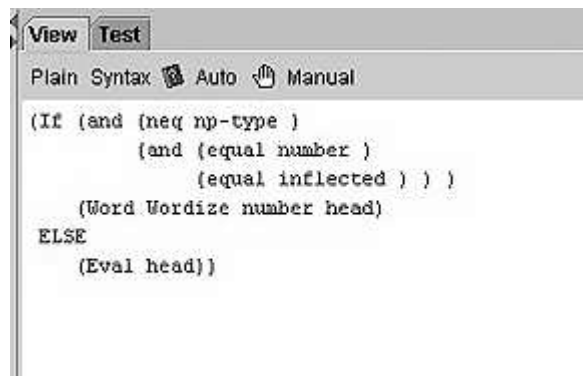 View Test
Plain Syntax Auto Manual
(If (and (neq np-type )
(and (equal number )
(equal inflected ) ) )
(Word Wordize number head)
ELSE
(Eval head))